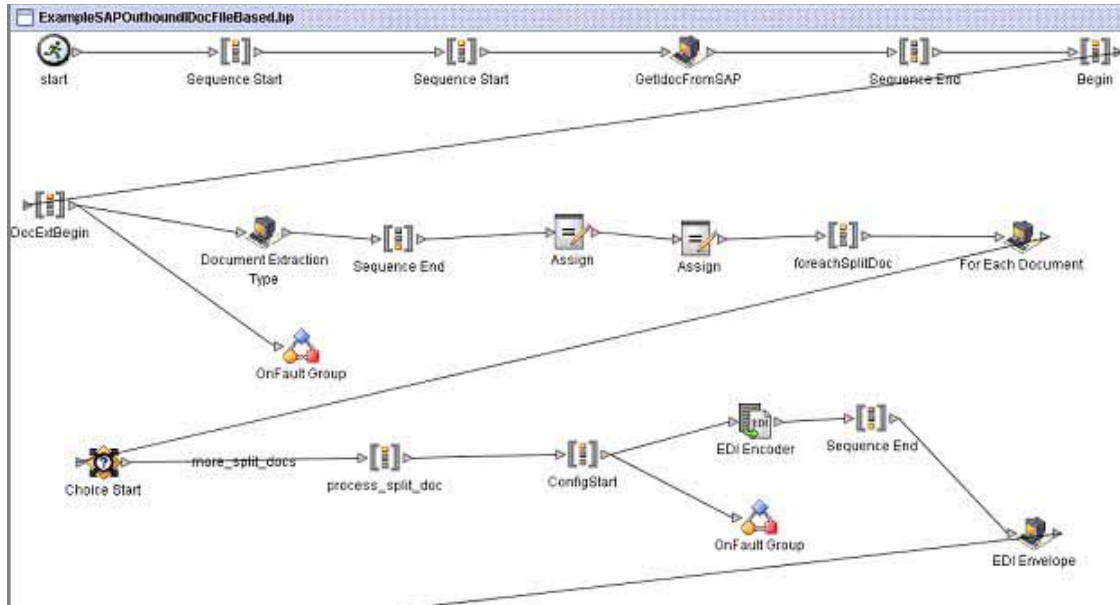 ExampleSAPOutboundIDocFileBased.bp
start
Sequence Start
Sequence Start
GetIdocFromSAP
Sequence End
Begin
DocExtBegin
Document Extraction
Type
Sequence End
Assign
Assign
foreachSplitDoc
For Each Document
OnFault Group
Choice Start
more_split_docs
process_split_doc
ConfigStart
EDI
EDI Encoder
Sequence End
OnFault Group
EDI Envelope